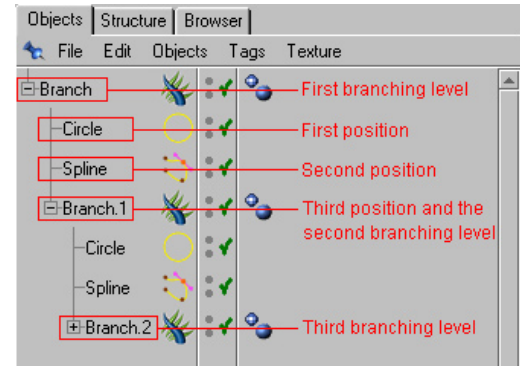 Objects Structure Browser
File Edit Objects Tags Texture
Branch First branching level
Circle First position
Spline Second position
Branch.1 Third position and the
second branching level
Circle
Spline
Branch.2 Third branching level